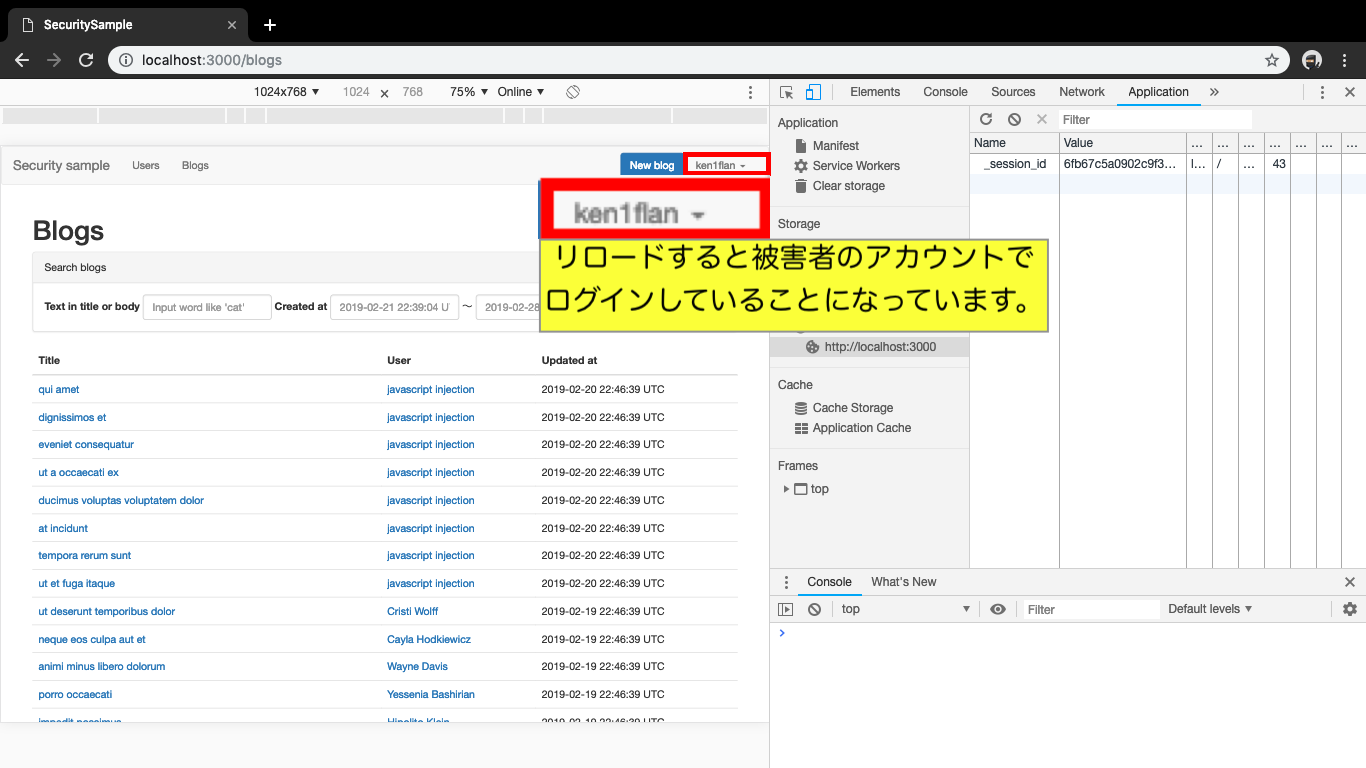 SecuritySample
localhost:3000/blogs
1024x768 ▼ 1024 × 768 75% ▼ Online ▼
Elements Console Sources Network Application »
Security sample Users Blogs New blog ken1flan
ken1flan
リロードすると被害者のアカウントで
ログインしていることになっています。
Blogs
Search blogs
Text in title or body Input word like 'cat' Created at 2019-02-21 22:39:04 U ~ 2019-02-28
Title User Updated at
qui amet javascript injection 2019-02-20 22:46:39 UTC
dignissimos et javascript injection 2019-02-20 22:46:39 UTC
eveniet consequatur javascript injection 2019-02-20 22:46:39 UTC
ut a occaecati ex javascript injection 2019-02-20 22:46:39 UTC
ducimus voluptas voluptatem dolor javascript injection 2019-02-20 22:46:39 UTC
at incidunt javascript injection 2019-02-20 22:46:39 UTC
tempora rerum sunt javascript injection 2019-02-20 22:46:39 UTC
ut et fuga itaque javascript injection 2019-02-20 22:46:39 UTC
ut deserunt temporibus dolor Cristi Wolff 2019-02-19 22:46:39 UTC
neque eos culpa aut et Cayla Hodkiewicz 2019-02-19 22:46:39 UTC
animi minus libero dolorum Wayne Davis 2019-02-19 22:46:39 UTC
porro occaecati Yessenia Bashirian 2019-02-19 22:46:39 UTC
Application
Manifest
Service Workers
Clear storage
Storage
http://localhost:3000
Cache
Cache Storage
Application Cache
Frames
top
Filter
Name Value ... ... ... ... ... ... ...
_session_id 6fb67c5a0902c9f3... l... / ... 43
Console What's New
top ▼ Filter Default levels ▼